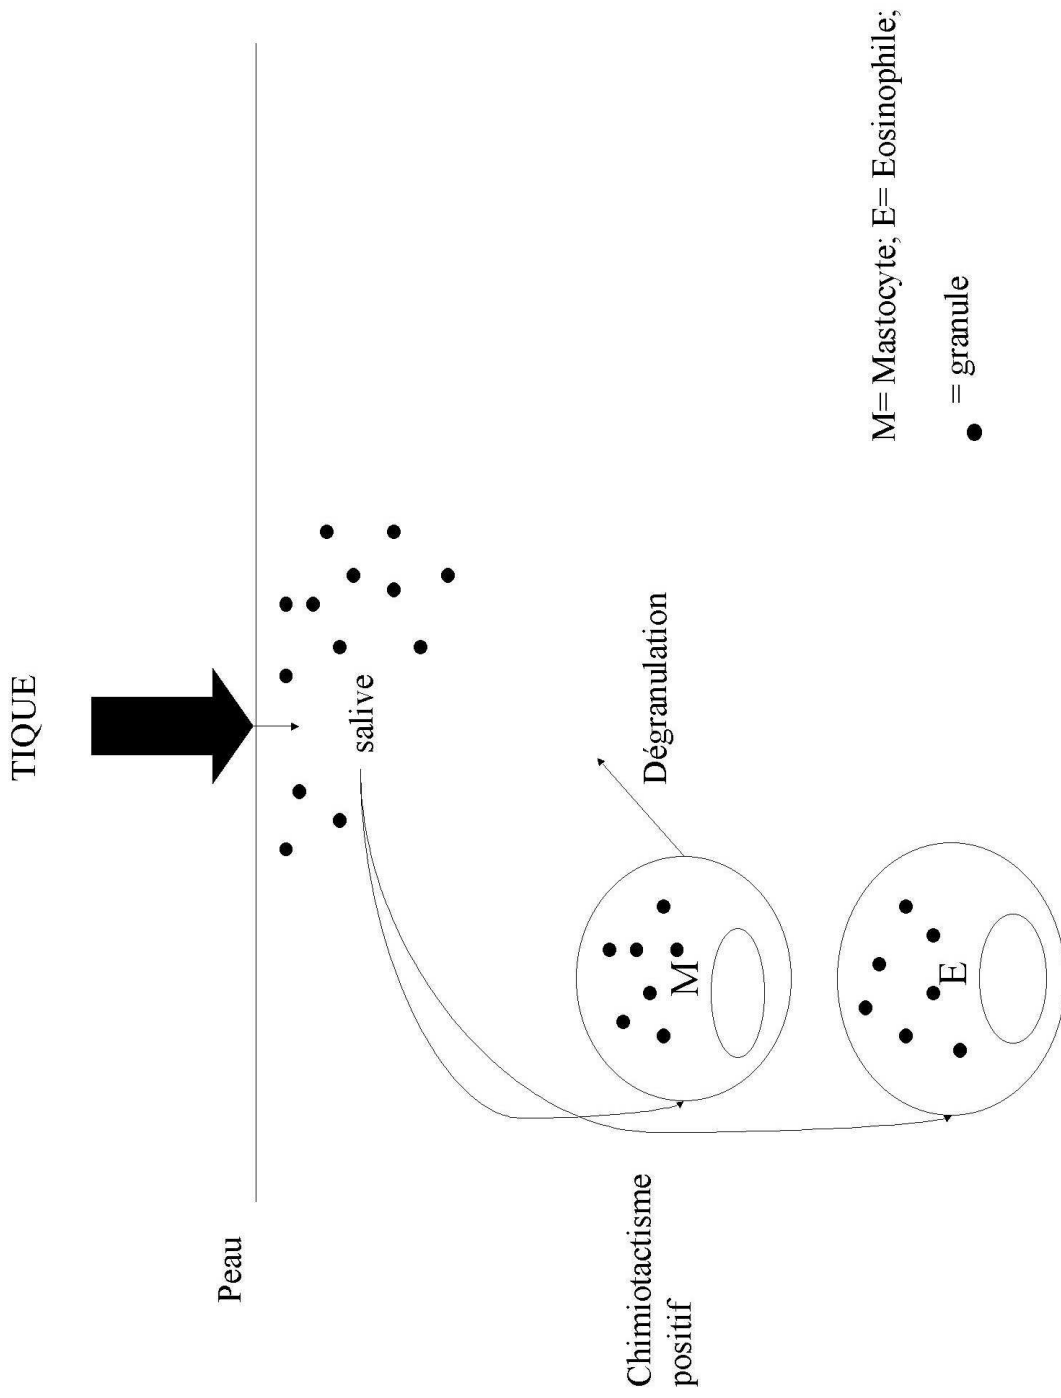 TIQUE
Peau
salive
Chimiotactisme
positif
Dégranulation
M
E
M= Mastocyte; E= Eosinophile;
= granule